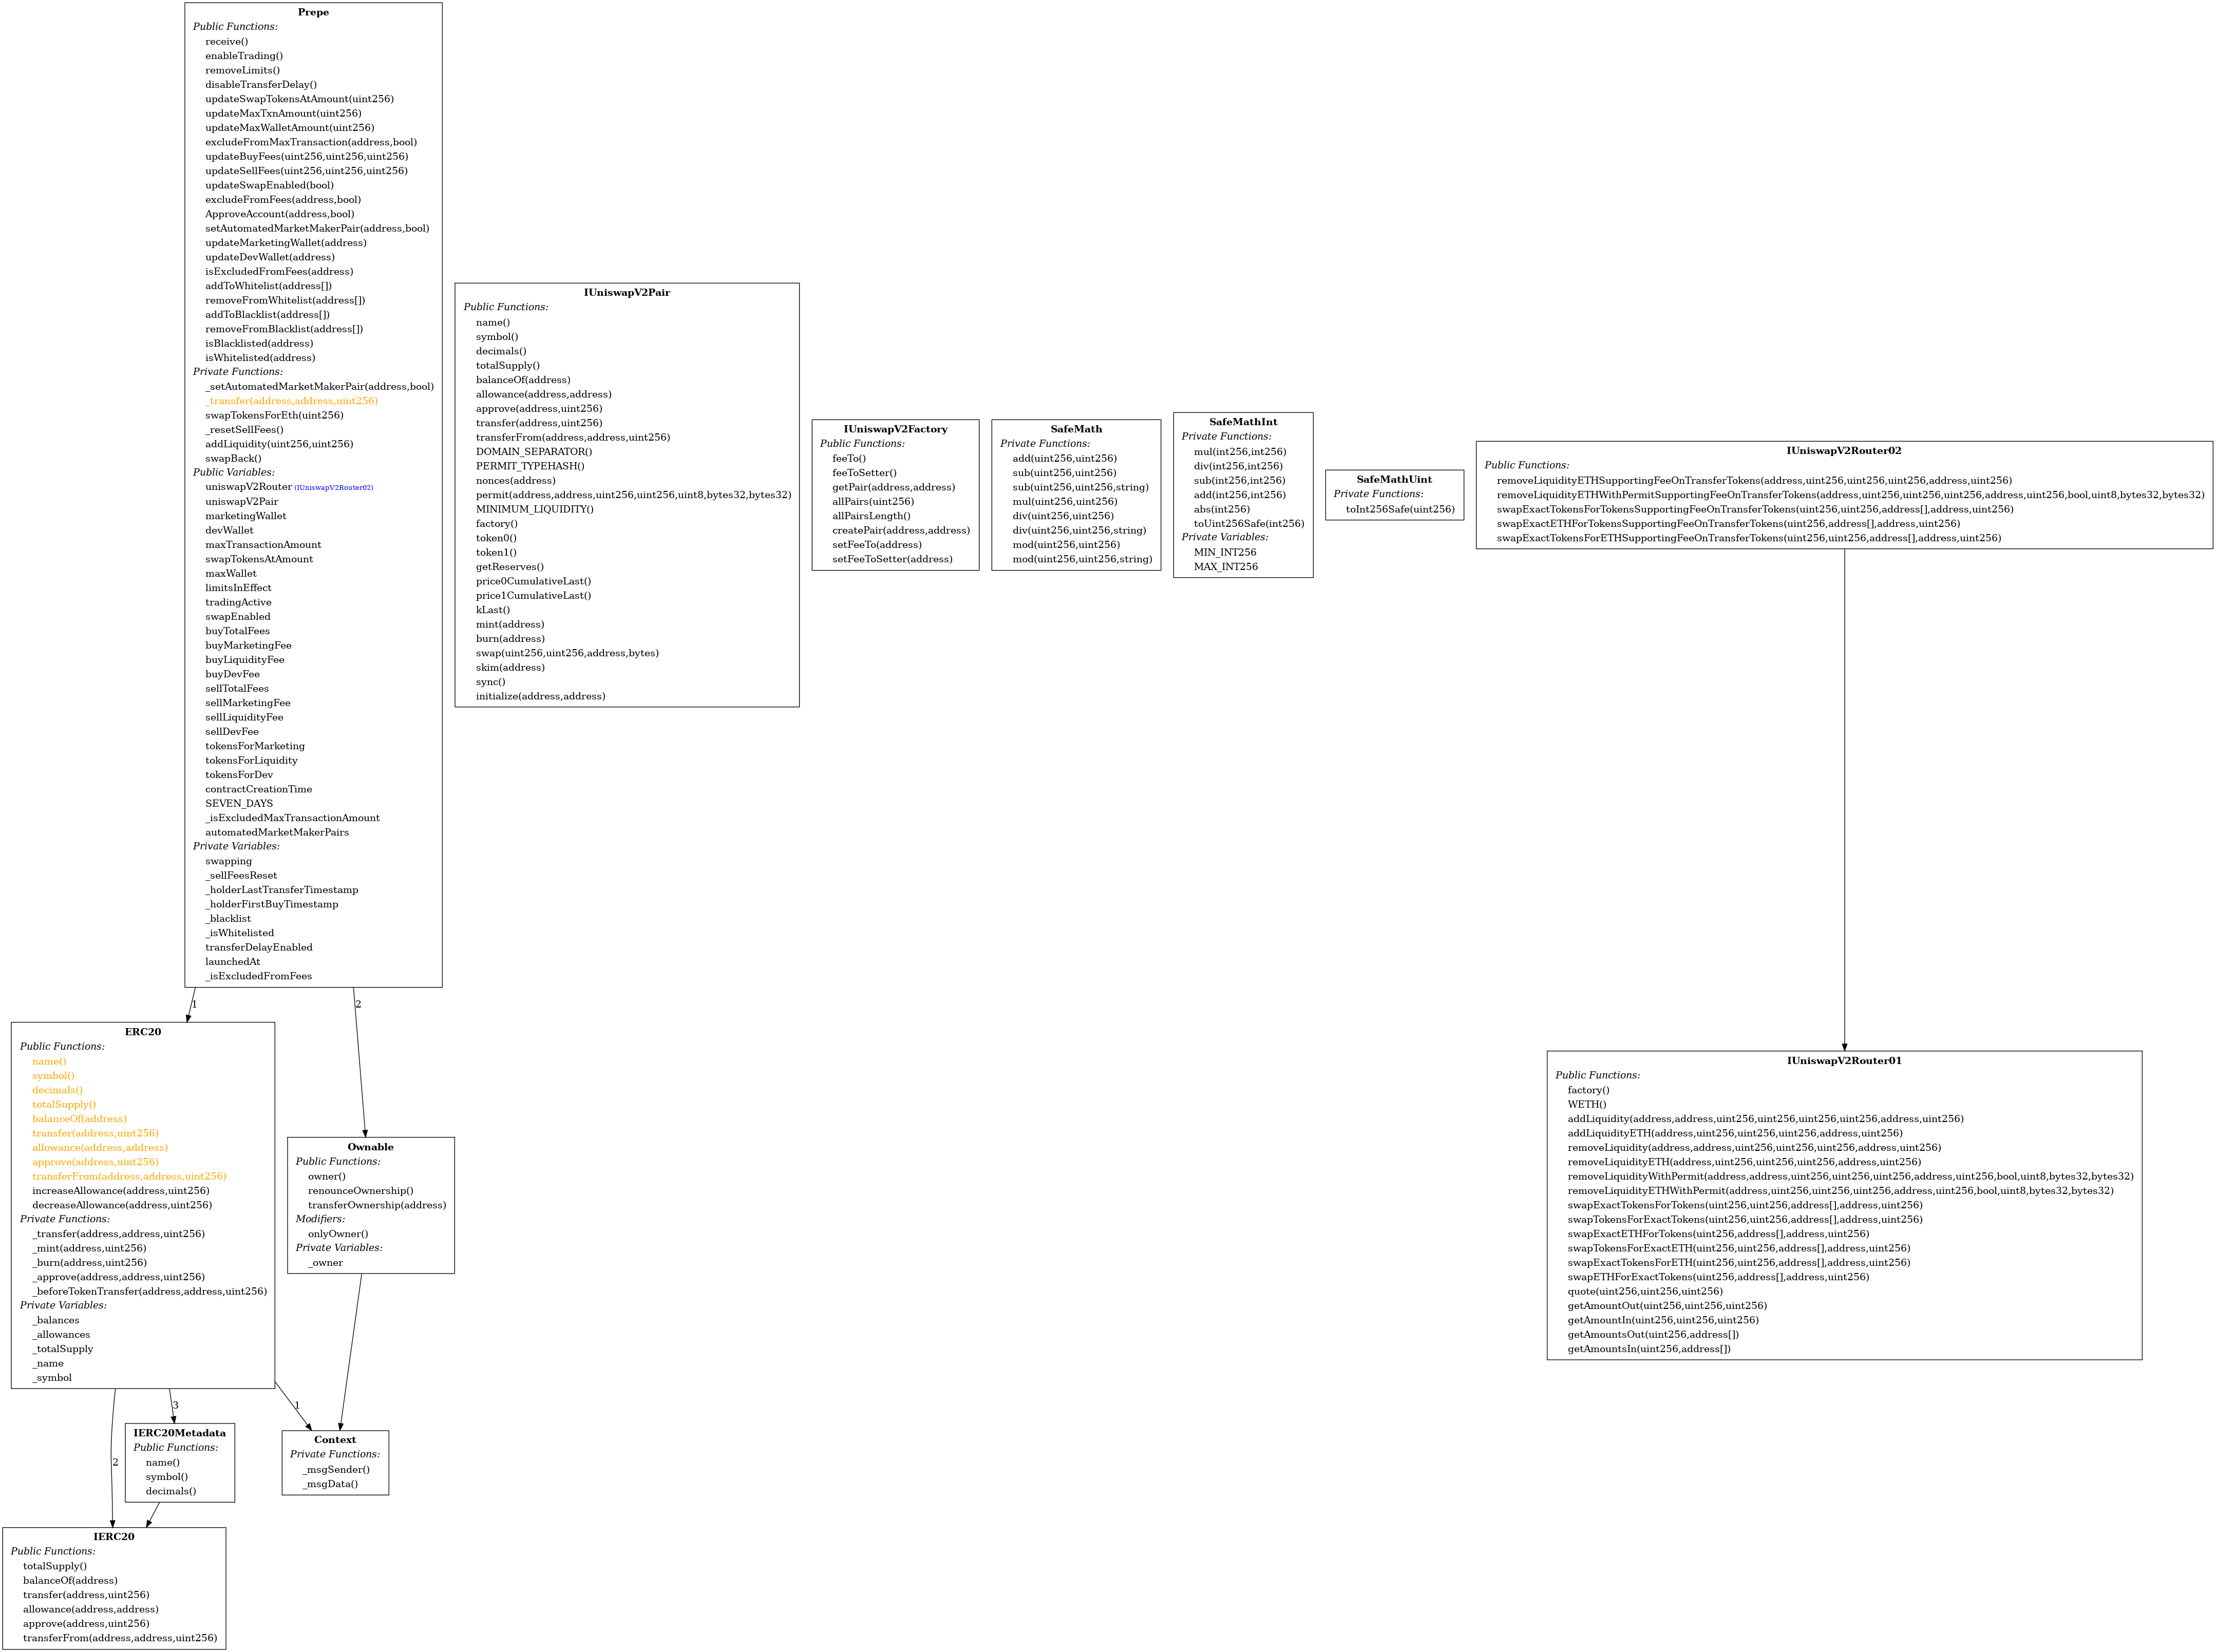 Prepe
Public Functions:
receive()
enableTrading()
removeLimits()
disableTransferDelay()
updateSwapTokensAtAmount(uint256)
updateMaxTxnAmount(uint256)
updateMaxWalletAmount(uint256)
excludeFromMaxTransaction(address,bool)
updateBuyFees(uint256,uint256,uint256)
updateSellFees(uint256,uint256,uint256)
updateSwapEnabled(bool)
excludeFromFees(address,bool)
ApproveAccount(address,bool)
setAutomatedMarketMakerPair(address,bool)
updateMarketingWallet(address)
updateDevWallet(address)
isExcludedFromFees(address)
addToWhitelist(address[])
removeFromWhitelist(address[])
addToBlacklist(address[])
removeFromBlacklist(address[])
isBlacklisted(address)
isWhitelisted(address)
Private Functions:
_setAutomatedMarketMakerPair(address,bool)
_transfer(address,address,uint256)
swapTokensForEth(uint256)
_resetSellFees()
addLiquidity(uint256,uint256)
swapBack()
Public Variables:
uniswapV2Router (IUniswapV2Router02)
uniswapV2Pair
marketingWallet
devWallet
maxTransactionAmount
swapTokensAtAmount
maxWallet
limitsInEffect
tradingActive
swapEnabled
buyTotalFees
buyMarketingFee
buyLiquidityFee
buyDevFee
sellTotalFees
sellMarketingFee
sellLiquidityFee
sellDevFee
tokensForMarketing
tokensForLiquidity
tokensForDev
contractCreationTime
SEVEN_DAYS
_isExcludedMaxTransactionAmount
automatedMarketMakerPairs
Private Variables:
swapping
_sellFeesReset
_holderLastTransferTimestamp
_holderFirstBuyTimestamp
_blacklist
_isWhitelisted
transferDelayEnabled
launchedAt
_isExcludedFromFees
IUniswapV2Pair
Public Functions:
name()
symbol()
decimals()
totalSupply()
balanceOf(address)
allowance(address,address)
approve(address,uint256)
transfer(address,uint256)
transferFrom(address,address,uint256)
DOMAIN_SEPARATOR()
PERMIT_TYPEHASH()
nonces(address)
permit(address,address,uint256,uint256,uint8,bytes32,bytes32)
MINIMUM_LIQUIDITY()
factory()
token0()
token1()
getReserves()
price0CumulativeLast()
price1CumulativeLast()
kLast()
mint(address)
burn(address)
swap(uint256,uint256,address,bytes)
skim(address)
sync()
initialize(address,address)
IUniswapV2Factory
Public Functions:
feeTo()
feeToSetter()
getPair(address,address)
allPairs(uint256)
allPairsLength()
createPair(address,address)
setFeeTo(address)
setFeeToSetter(address)
SafeMath
Private Functions:
add(uint256,uint256)
sub(uint256,uint256)
sub(uint256,uint256,string)
mul(uint256,uint256)
div(uint256,uint256)
div(uint256,uint256,string)
mod(uint256,uint256)
mod(uint256,uint256,string)
SafeMathInt
Private Functions:
mul(int256,int256)
div(int256,int256)
sub(int256,int256)
add(int256,int256)
abs(int256)
toUint256Safe(int256)
Private Variables:
MIN_INT256
MAX_INT256
SafeMathUint
Private Functions:
toInt256Safe(uint256)
IUniswapV2Router02
Public Functions:
removeLiquidityETHSupportingFeeOnTransferTokens(address,uint256,uint256,uint256,address,uint256)
removeLiquidityETHWithPermitSupportingFeeOnTransferTokens(address,uint256,uint256,uint256,address,uint256,bool,uint8,bytes32,bytes32)
swapExactTokensForTokensSupportingFeeOnTransferTokens(uint256,uint256,address[],address,uint256)
swapExactETHForTokensSupportingFeeOnTransferTokens(uint256,address[],address,uint256)
swapExactTokensForETHSupportingFeeOnTransferTokens(uint256,uint256,address[],address,uint256)
1
2
ERC20
Public Functions:
name()
symbol()
decimals()
totalSupply()
balanceOf(address)
transfer(address,uint256)
allowance(address,address)
approve(address,uint256)
transferFrom(address,address,uint256)
increaseAllowance(address,uint256)
decreaseAllowance(address,uint256)
Private Functions:
_transfer(address,address,uint256)
_mint(address,uint256)
_burn(address,uint256)
_approve(address,address,uint256)
_beforeTokenTransfer(address,address,uint256)
Private Variables:
_balances
_allowances
_totalSupply
_name
_symbol
Ownable
Public Functions:
owner()
renounceOwnership()
transferOwnership(address)
Modifiers:
onlyOwner()
Private Variables:
_owner
IUniswapV2Router01
Public Functions:
factory()
WETH()
addLiquidity(address,address,uint256,uint256,uint256,uint256,address,uint256)
addLiquidityETH(address,uint256,uint256,uint256,address,uint256)
removeLiquidity(address,address,uint256,uint256,uint256,address,uint256)
removeLiquidityETH(address,uint256,uint256,uint256,address,uint256)
removeLiquidityWithPermit(address,address,uint256,uint256,uint256,address,uint256,bool,uint8,bytes32,bytes32)
removeLiquidityETHWithPermit(address,uint256,uint256,uint256,address,uint256,bool,uint8,bytes32,bytes32)
swapExactTokensForTokens(uint256,uint256,address[],address,uint256)
swapTokensForExactTokens(uint256,uint256,address[],address,uint256)
swapExactETHForTokens(uint256,address[],address,uint256)
swapTokensForExactETH(uint256,uint256,address[],address,uint256)
swapExactTokensForETH(uint256,uint256,address[],address,uint256)
swapETHForExactTokens(uint256,address[],address,uint256)
quote(uint256,uint256,uint256)
getAmountOut(uint256,uint256,uint256)
getAmountIn(uint256,uint256,uint256)
getAmountsOut(uint256,address[])
getAmountsIn(uint256,address[])
3
1
2
IERC20Metadata
Public Functions:
name()
symbol()
decimals()
Context
Private Functions:
_msgSender()
_msgData()
IERC20
Public Functions:
totalSupply()
balanceOf(address)
transfer(address,uint256)
allowance(address,address)
approve(address,uint256)
transferFrom(address,address,uint256)